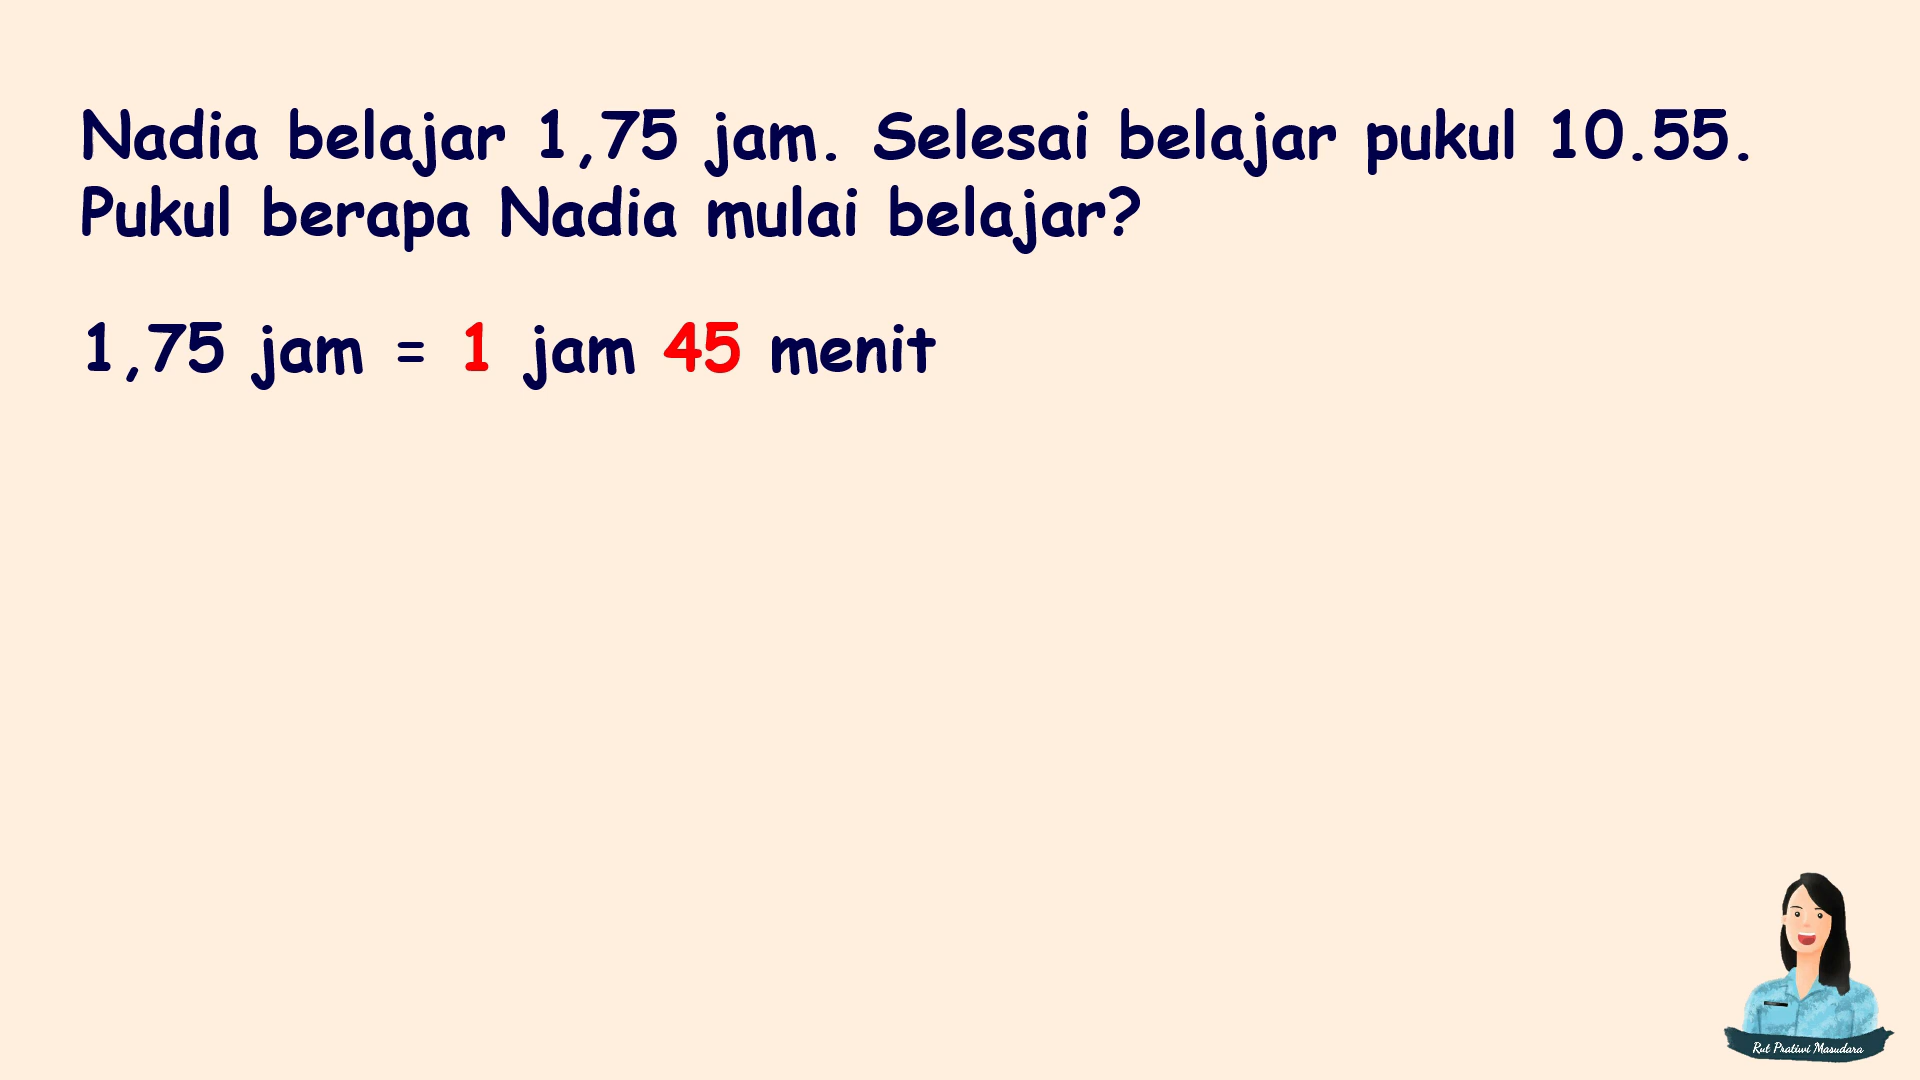 Nadia belajar 1,75 jam. Selesai belajar pukul 10.55.
Pukul berapa Nadia mulai belajar?
1,75 jam = 1 jam 45 menit
Rut Pratiwi Masudara